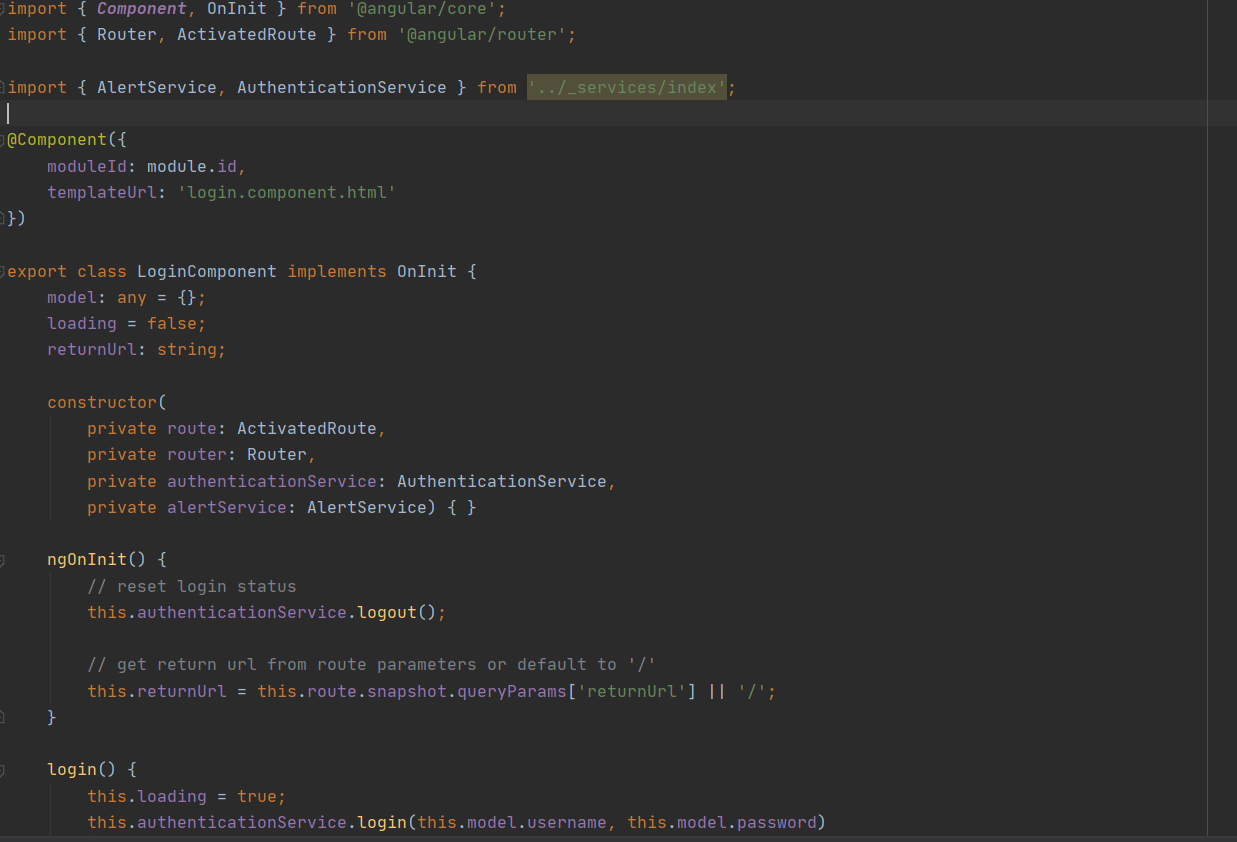 import { Component, OnInit } from '@angular/core';
import { Router, ActivatedRoute } from '@angular/router';

import { AlertService, AuthenticationService } from '../_services/index';

@Component({
    moduleId: module.id,
    templateUrl: 'login.component.html'
})

export class LoginComponent implements OnInit {
    model: any = {};
    loading = false;
    returnUrl: string;

    constructor(
        private route: ActivatedRoute,
        private router: Router,
        private authenticationService: AuthenticationService,
        private alertService: AlertService) { }

    ngOnInit() {
        // reset login status
        this.authenticationService.logout();

        // get return url from route parameters or default to '/'
        this.returnUrl = this.route.snapshot.queryParams['returnUrl'] || '/';
    }

    login() {
        this.loading = true;
        this.authenticationService.login(this.model.username, this.model.password)